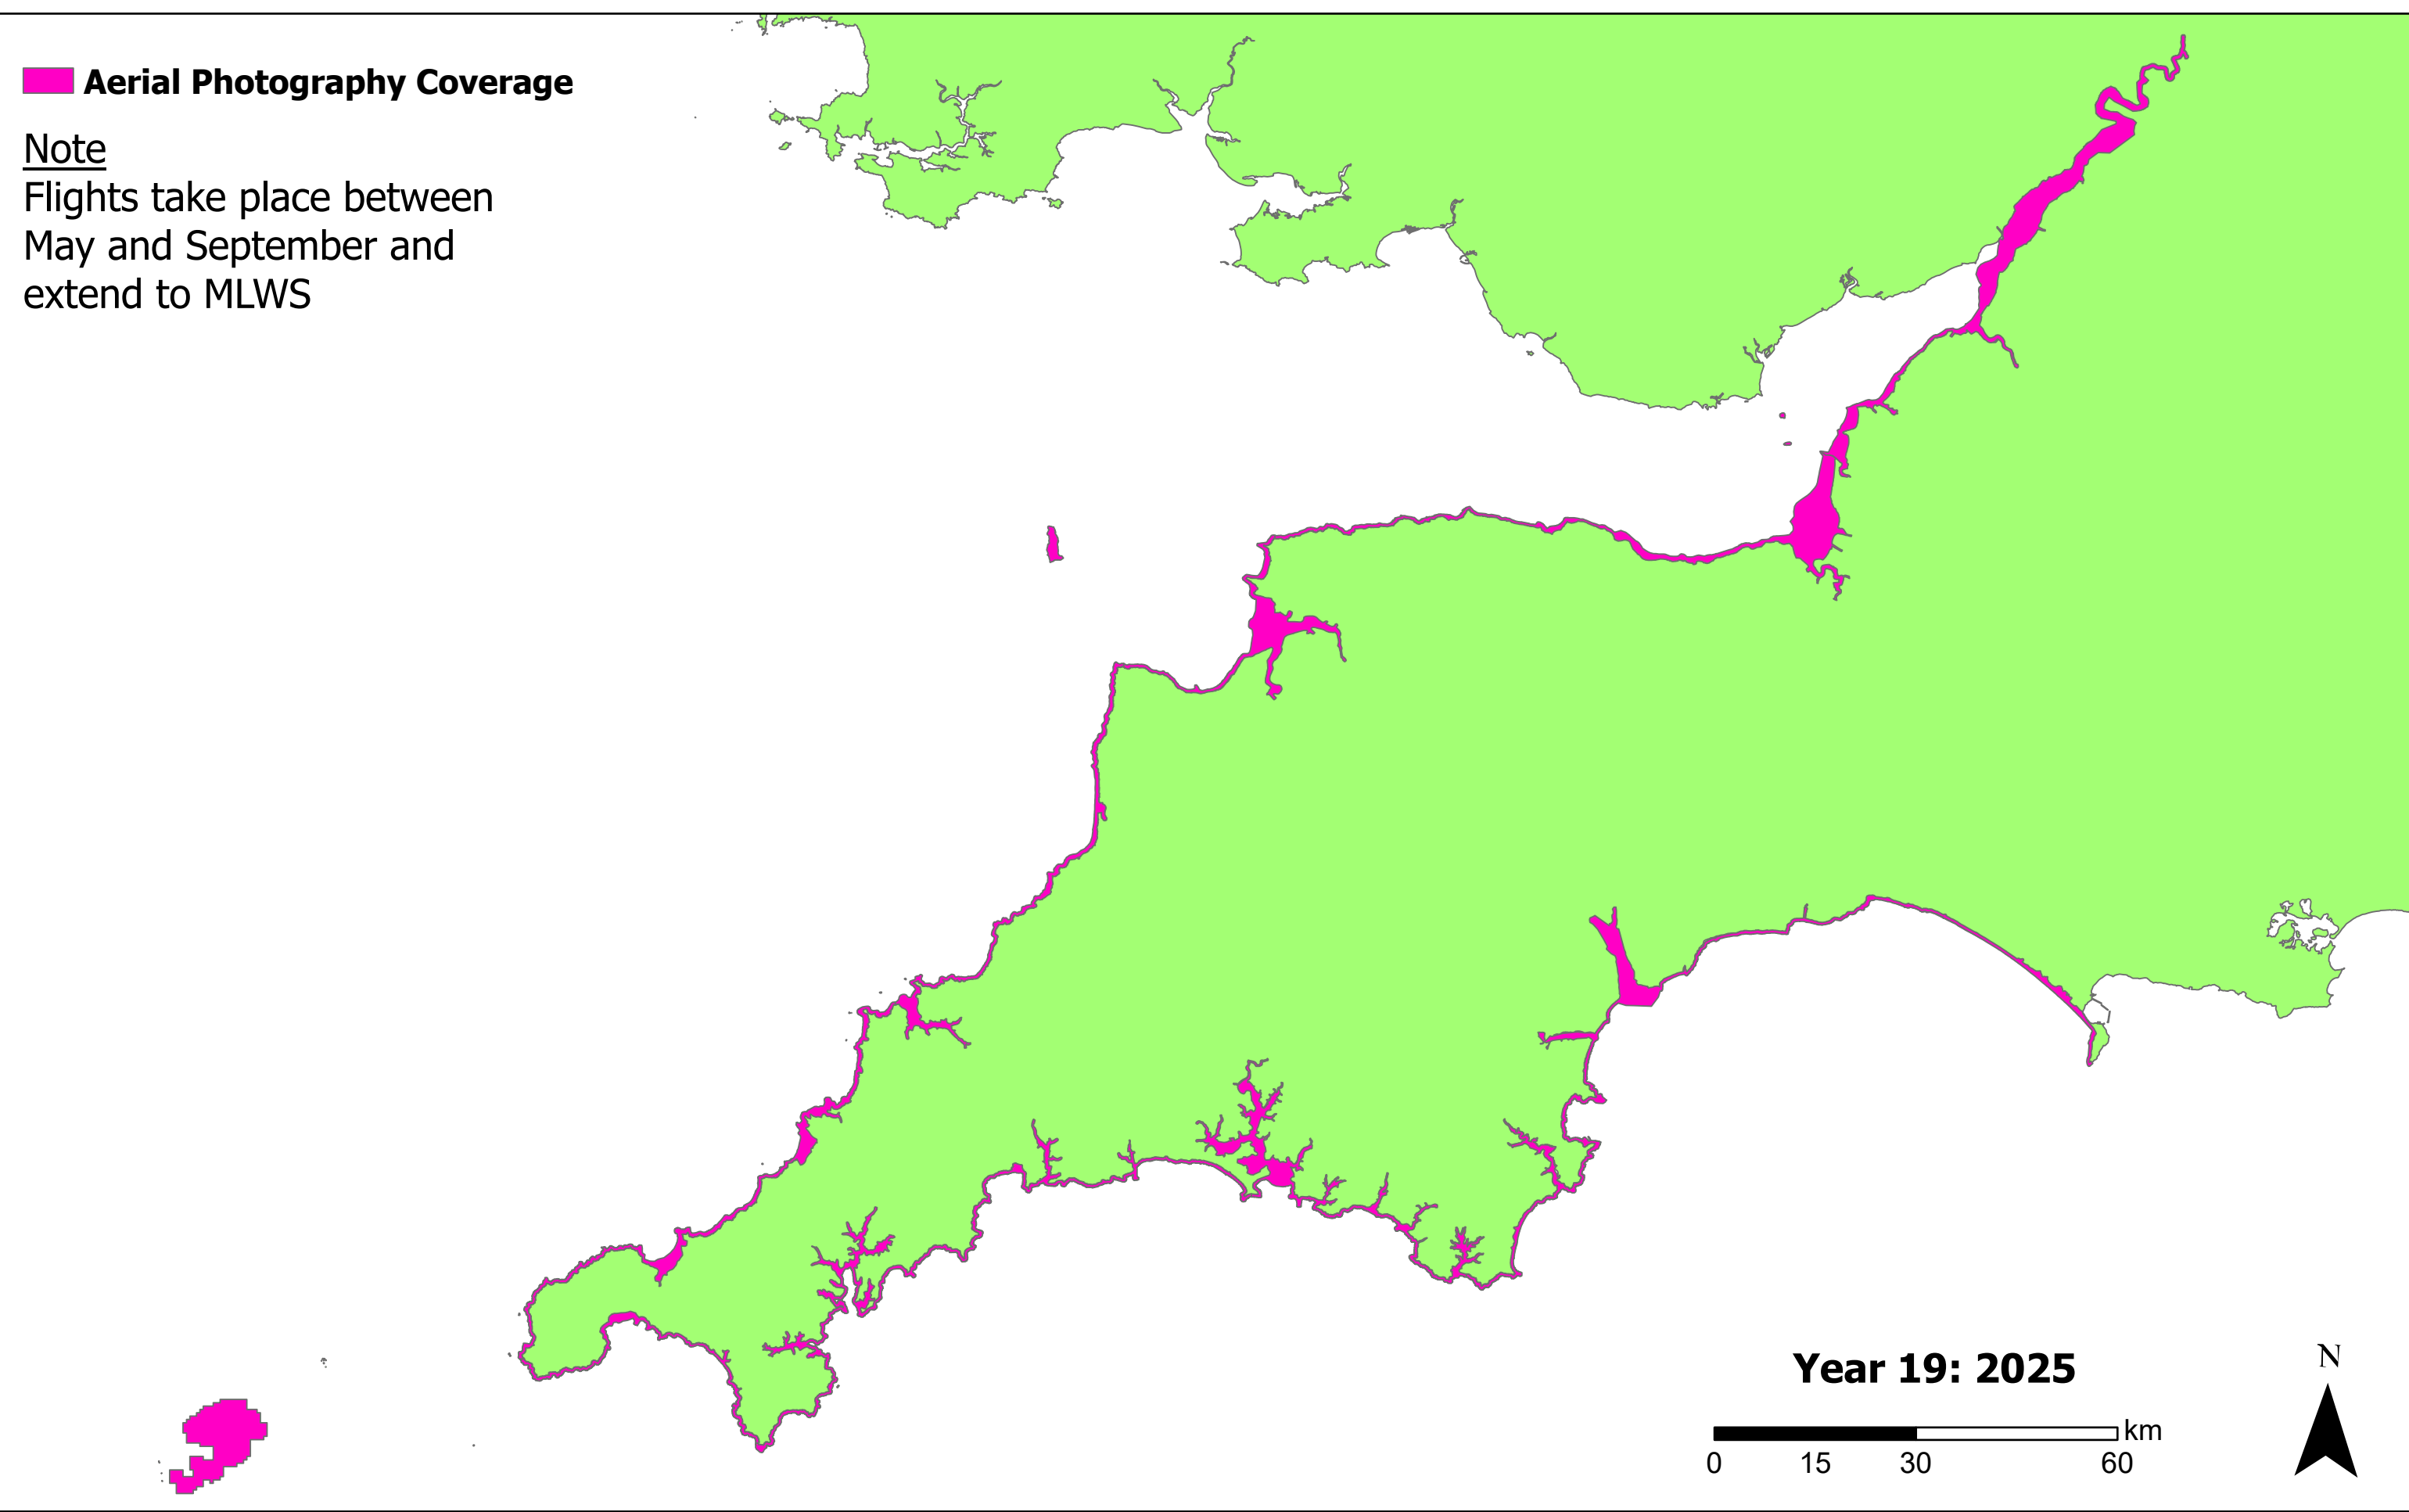 Aerial Photography Coverage
Note
Flights take place between
May and September and
extend to MLWS
Year 19: 2025
N
km
0 15 30 60